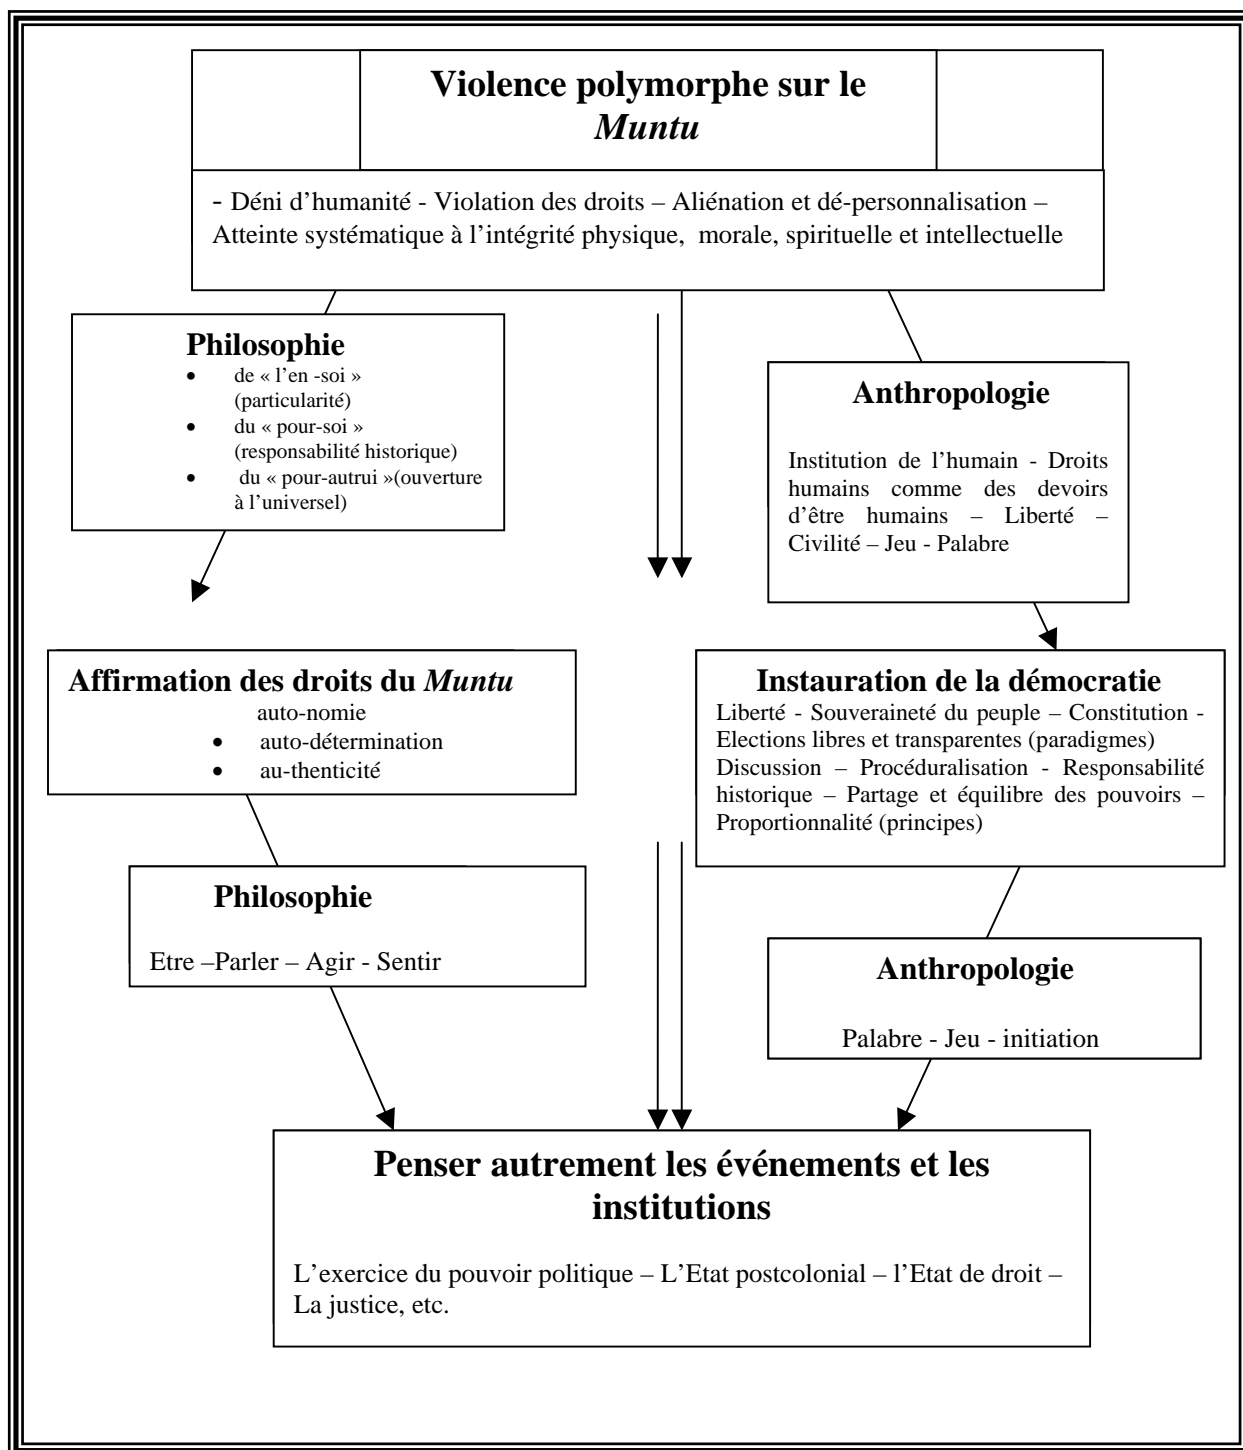 Violence polymorphe sur le
Muntu
- Déni d’humanité - Violation des droits – Aliénation et dé-personnalisation –
Atteinte systématique à l’intégrité physique, morale, spirituelle et intellectuelle
Philosophie
• de « l’en -soi »
(particularité)
• du « pour-soi »
(responsabilité historique)
• du « pour-autrui »(ouverture
à l’universel)
Anthropologie
Institution de l’humain - Droits
humains comme des devoirs
d’être humains – Liberté –
Civilité – Jeu - Palabre
Affirmation des droits du Muntu
auto-nomie
• auto-détermination
• au-thenticité
Instauration de la démocratie
Liberté - Souveraineté du peuple – Constitution -
Elections libres et transparentes (paradigmes)
Discussion – Procéduralisation - Responsabilité
historique – Partage et équilibre des pouvoirs –
Proportionnalité (principes)
Philosophie
Etre –Parler – Agir - Sentir
Anthropologie
Palabre - Jeu - initiation
Penser autrement les événements et les
institutions
L’exercice du pouvoir politique – L’Etat postcolonial – l’Etat de droit –
La justice, etc.